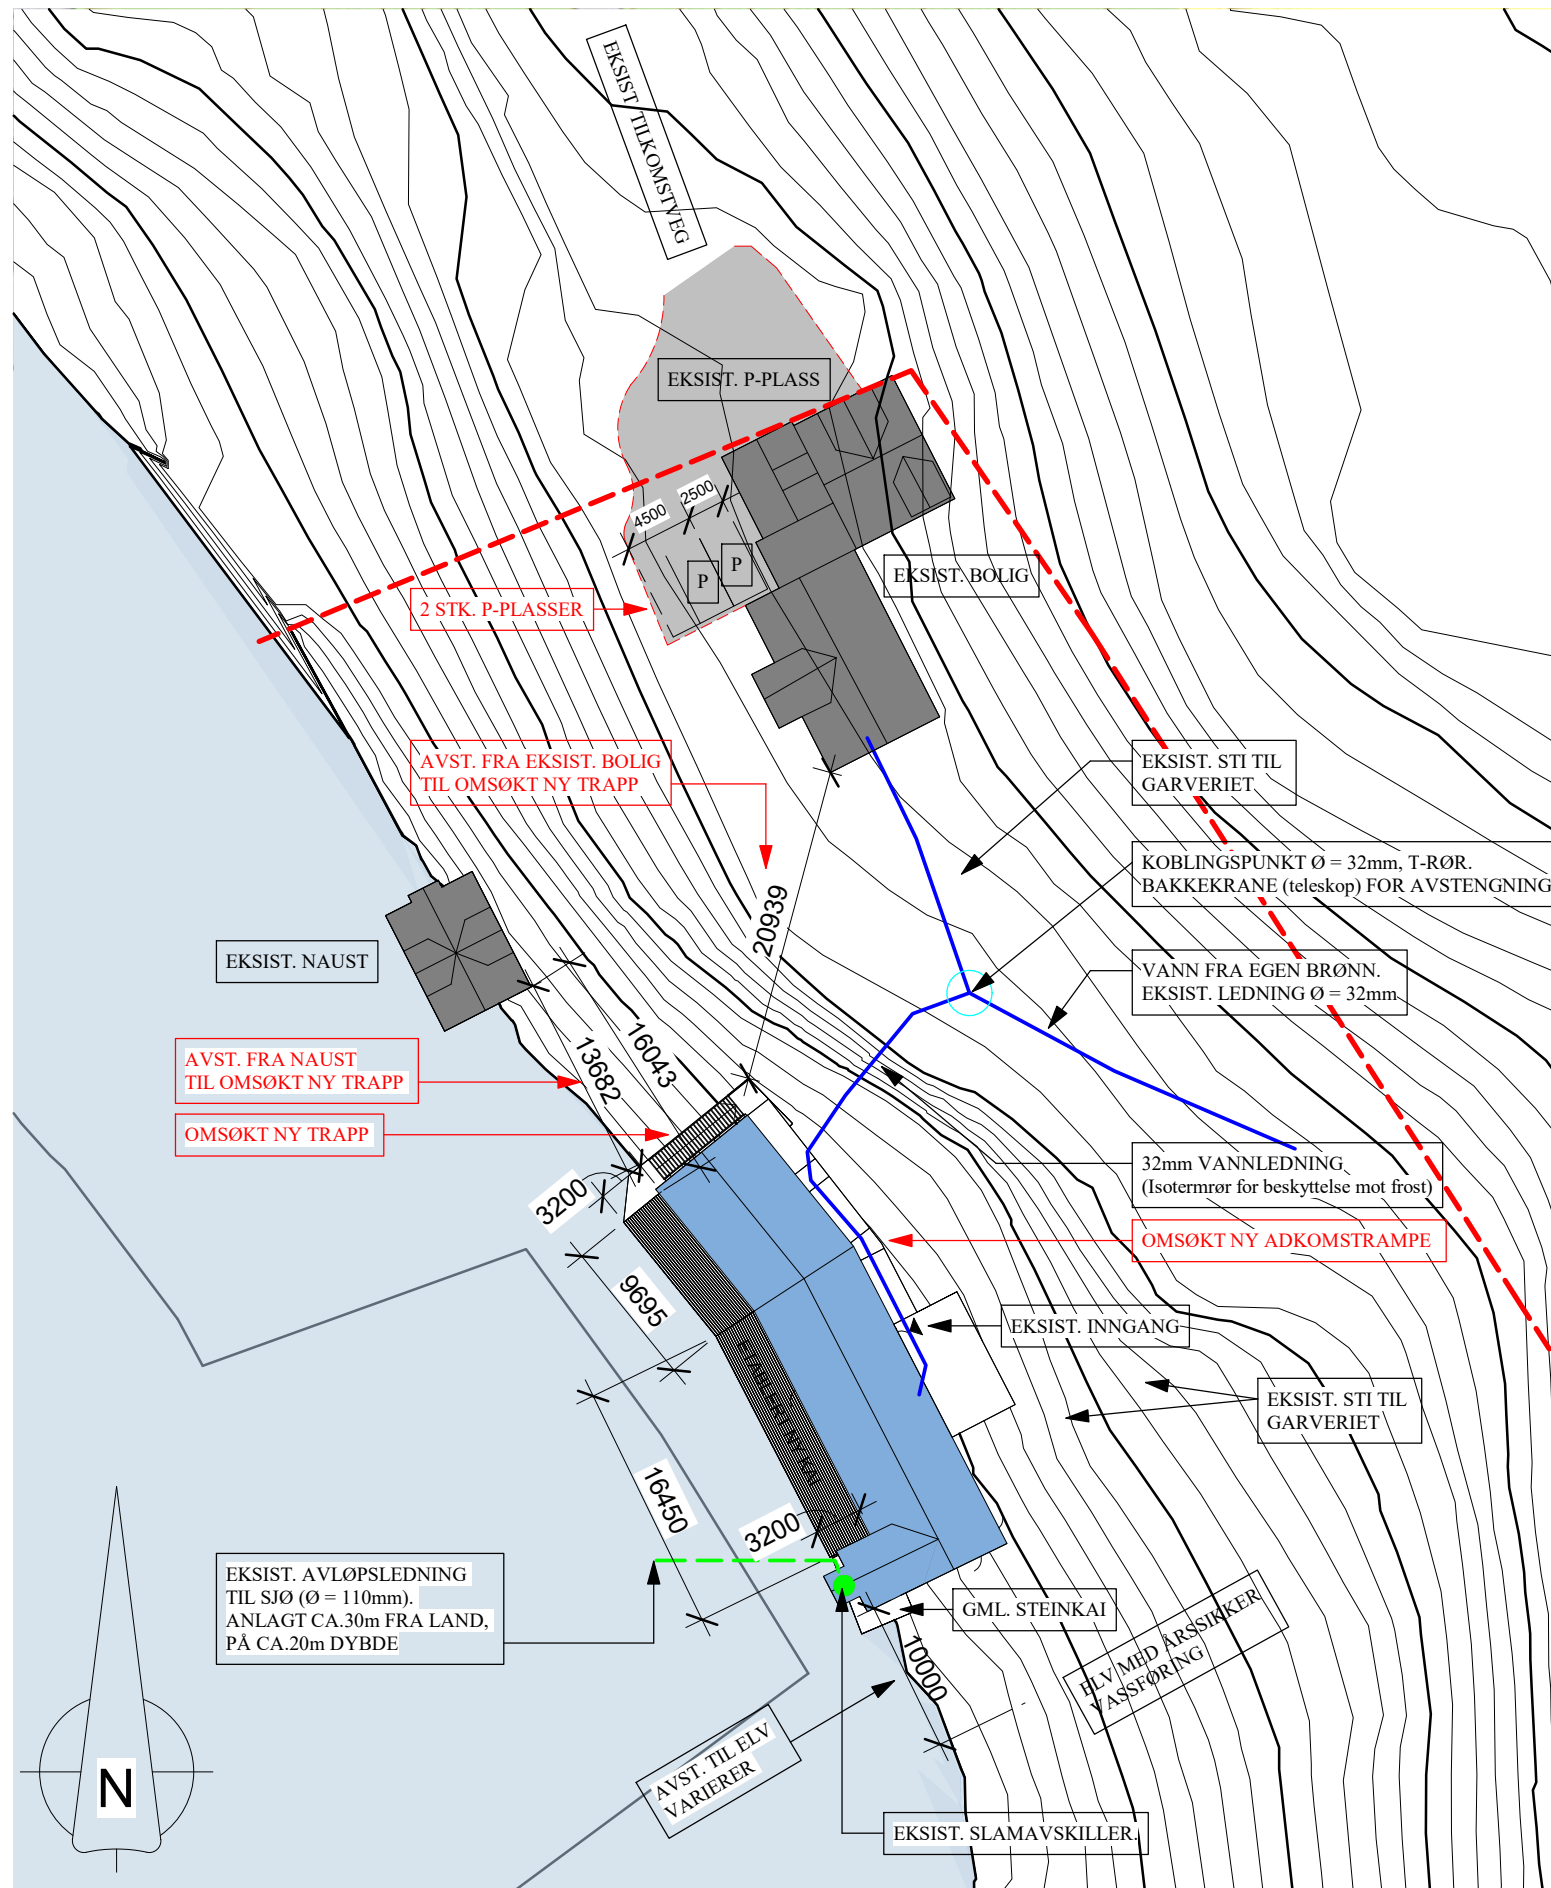 EKSIST. TILKOMSTVEG
EKSIST. P-PLASS
2500
4500
P
P
EKSIST. BOLIG
2 STK. P-PLASSER
AVST. FRA EKSIST. BOLIG
TIL OMSØKT NY TRAPP
EKSIST. STI TIL
GARVERIET
KOBLINGSPUNKT Ø = 32mm, T-RØR.
BAKKEKRANE (teleskop) FOR AVSTENGNING
20939
EKSIST. NAUST
VANN FRA EGEN BRØNN.
EKSIST. LEDNING Ø = 32mm
AVST. FRA NAUST
TIL OMSØKT NY TRAPP
13682
16043
OMSØKT NY TRAPP
32mm VANNLEDNING
(Isotermrør for beskyttelse mot frost)
3200
OMSØKT NY ADKOMSTRAMPE
9695
EKSIST. INNGANG
ETABLERT NY KAI
EKSIST. STI TIL
GARVERIET
16450
3200
EKSIST. AVLØPSLEDNING
TIL SJØ (Ø = 110mm).
ANLAGT CA.30m FRA LAND,
PÅ CA.20m DYBDE
GML. STEINKAI
ELV MED ÅRSSIKKER
VASSFØRING
10000
AVST. TIL ELV
VARIERER
N
EKSIST. SLAMAVSKILLER.